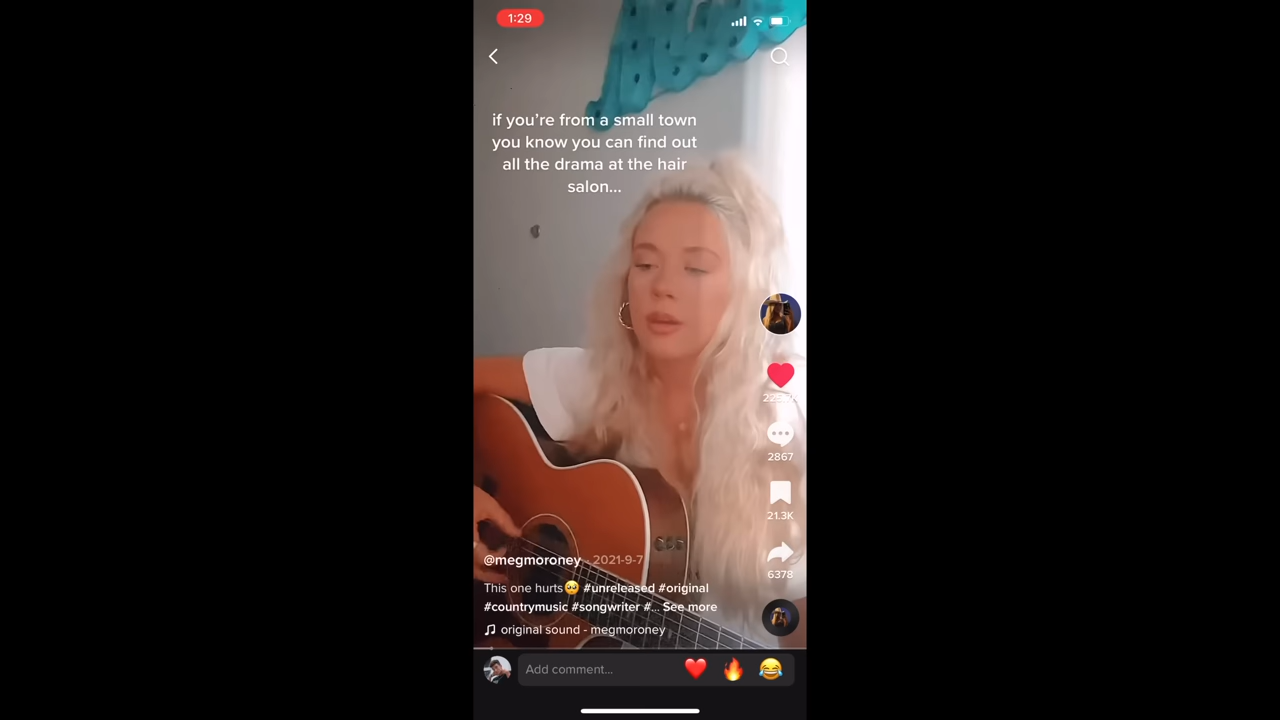 1:29
if you're from a small town
you know you can find out
all the drama at the hair
salon...
2867
21.3K
6378
@megmoroney · 2021-9-7
This one hurts🥺 #unreleased #original
#countrymusic #songwriter #... See more
original sound - megmoroney
Add comment...